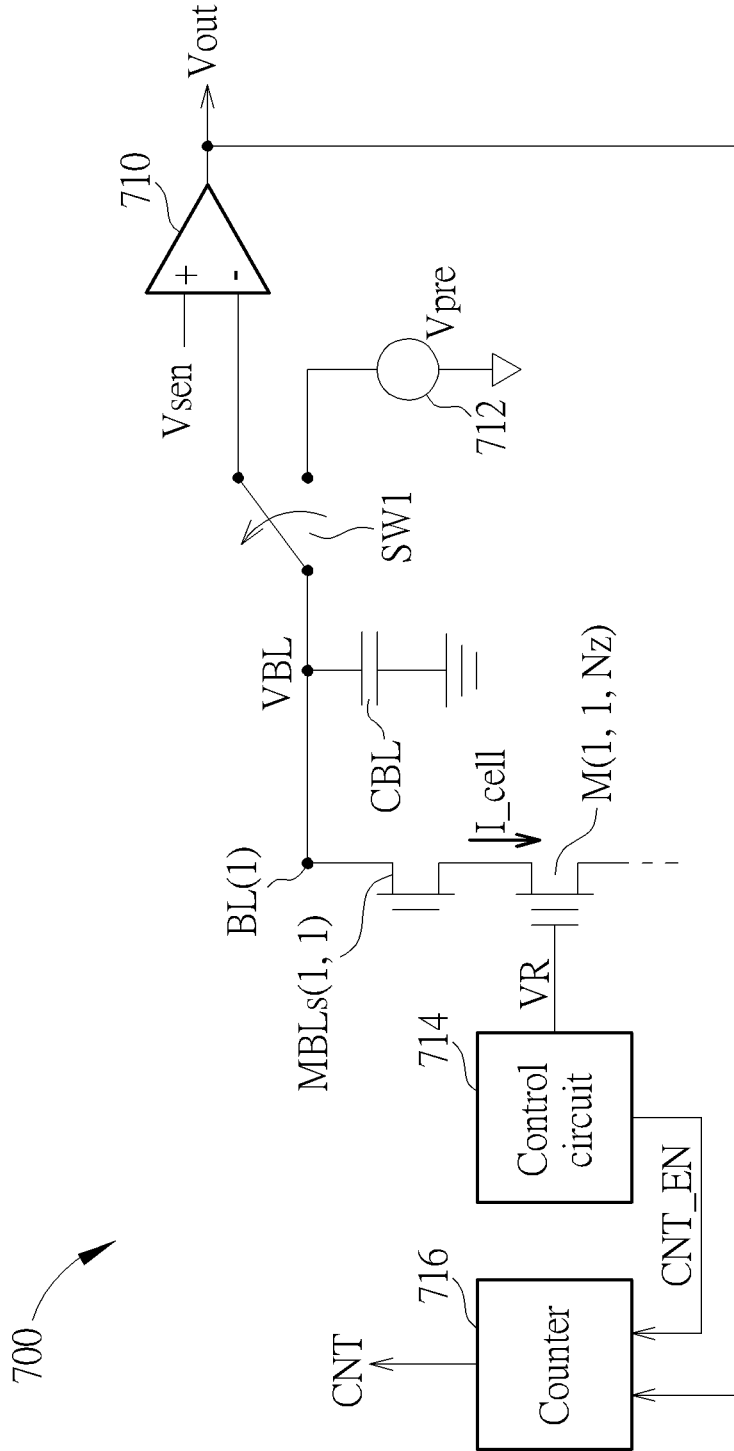 700
710
+
-
Vsen
Vout
Vpre
712
SW1
VBL
CBL
BL(1)
MBLs(1, 1)
I_cell
M(1, 1, Nz)
VR
714
Control
circuit
CNT_EN
716
Counter
CNT